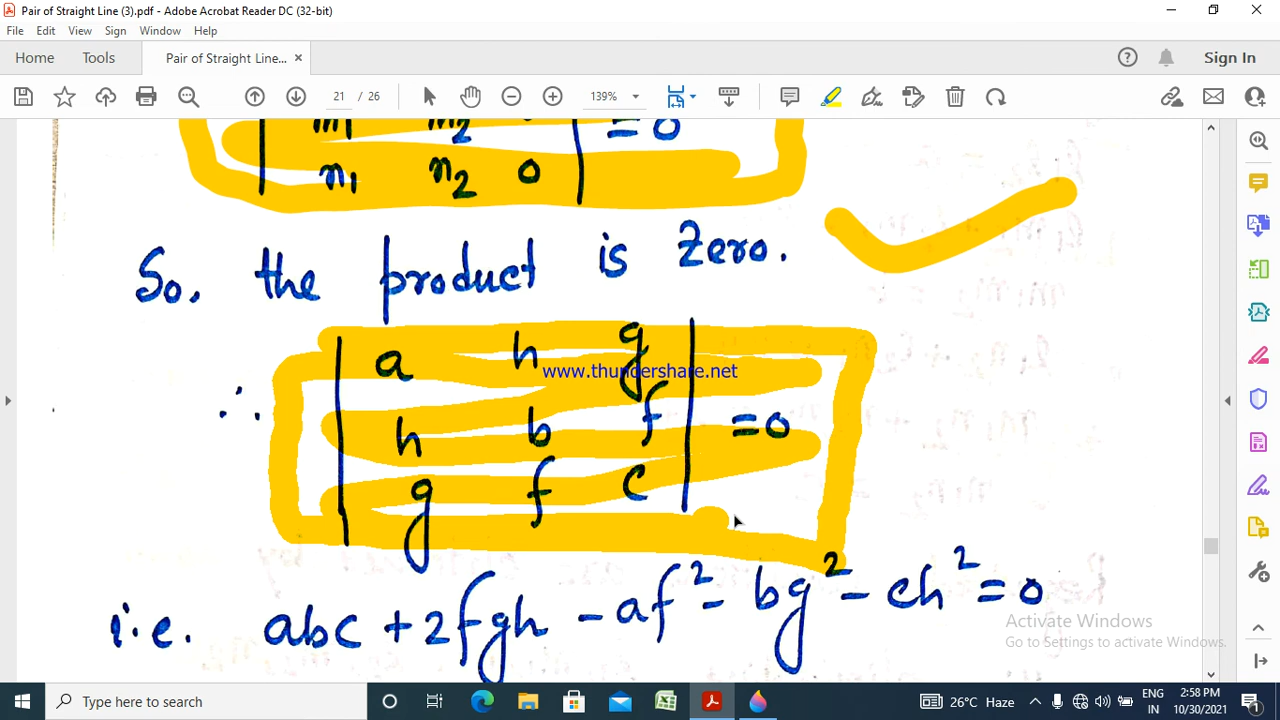 Pair of Straight Line (3).pdf - Adobe Acrobat Reader DC (32-bit)
File Edit View Sign Window Help
Home Tools Pair of Straight Line... × Sign In
21 / 26 139%
m₁ m₂ = 0
n₁ n₂ 0
So, the product is Zero.
a h g
www.thundershare.net
∴ h b f = 0
g f c
i.e. abc + 2fgh - af² - bg² - ch² = 0
Activate Windows
Go to Settings to activate Windows.
Type here to search 26°C Haze ENG IN 2:58 PM 10/30/2021